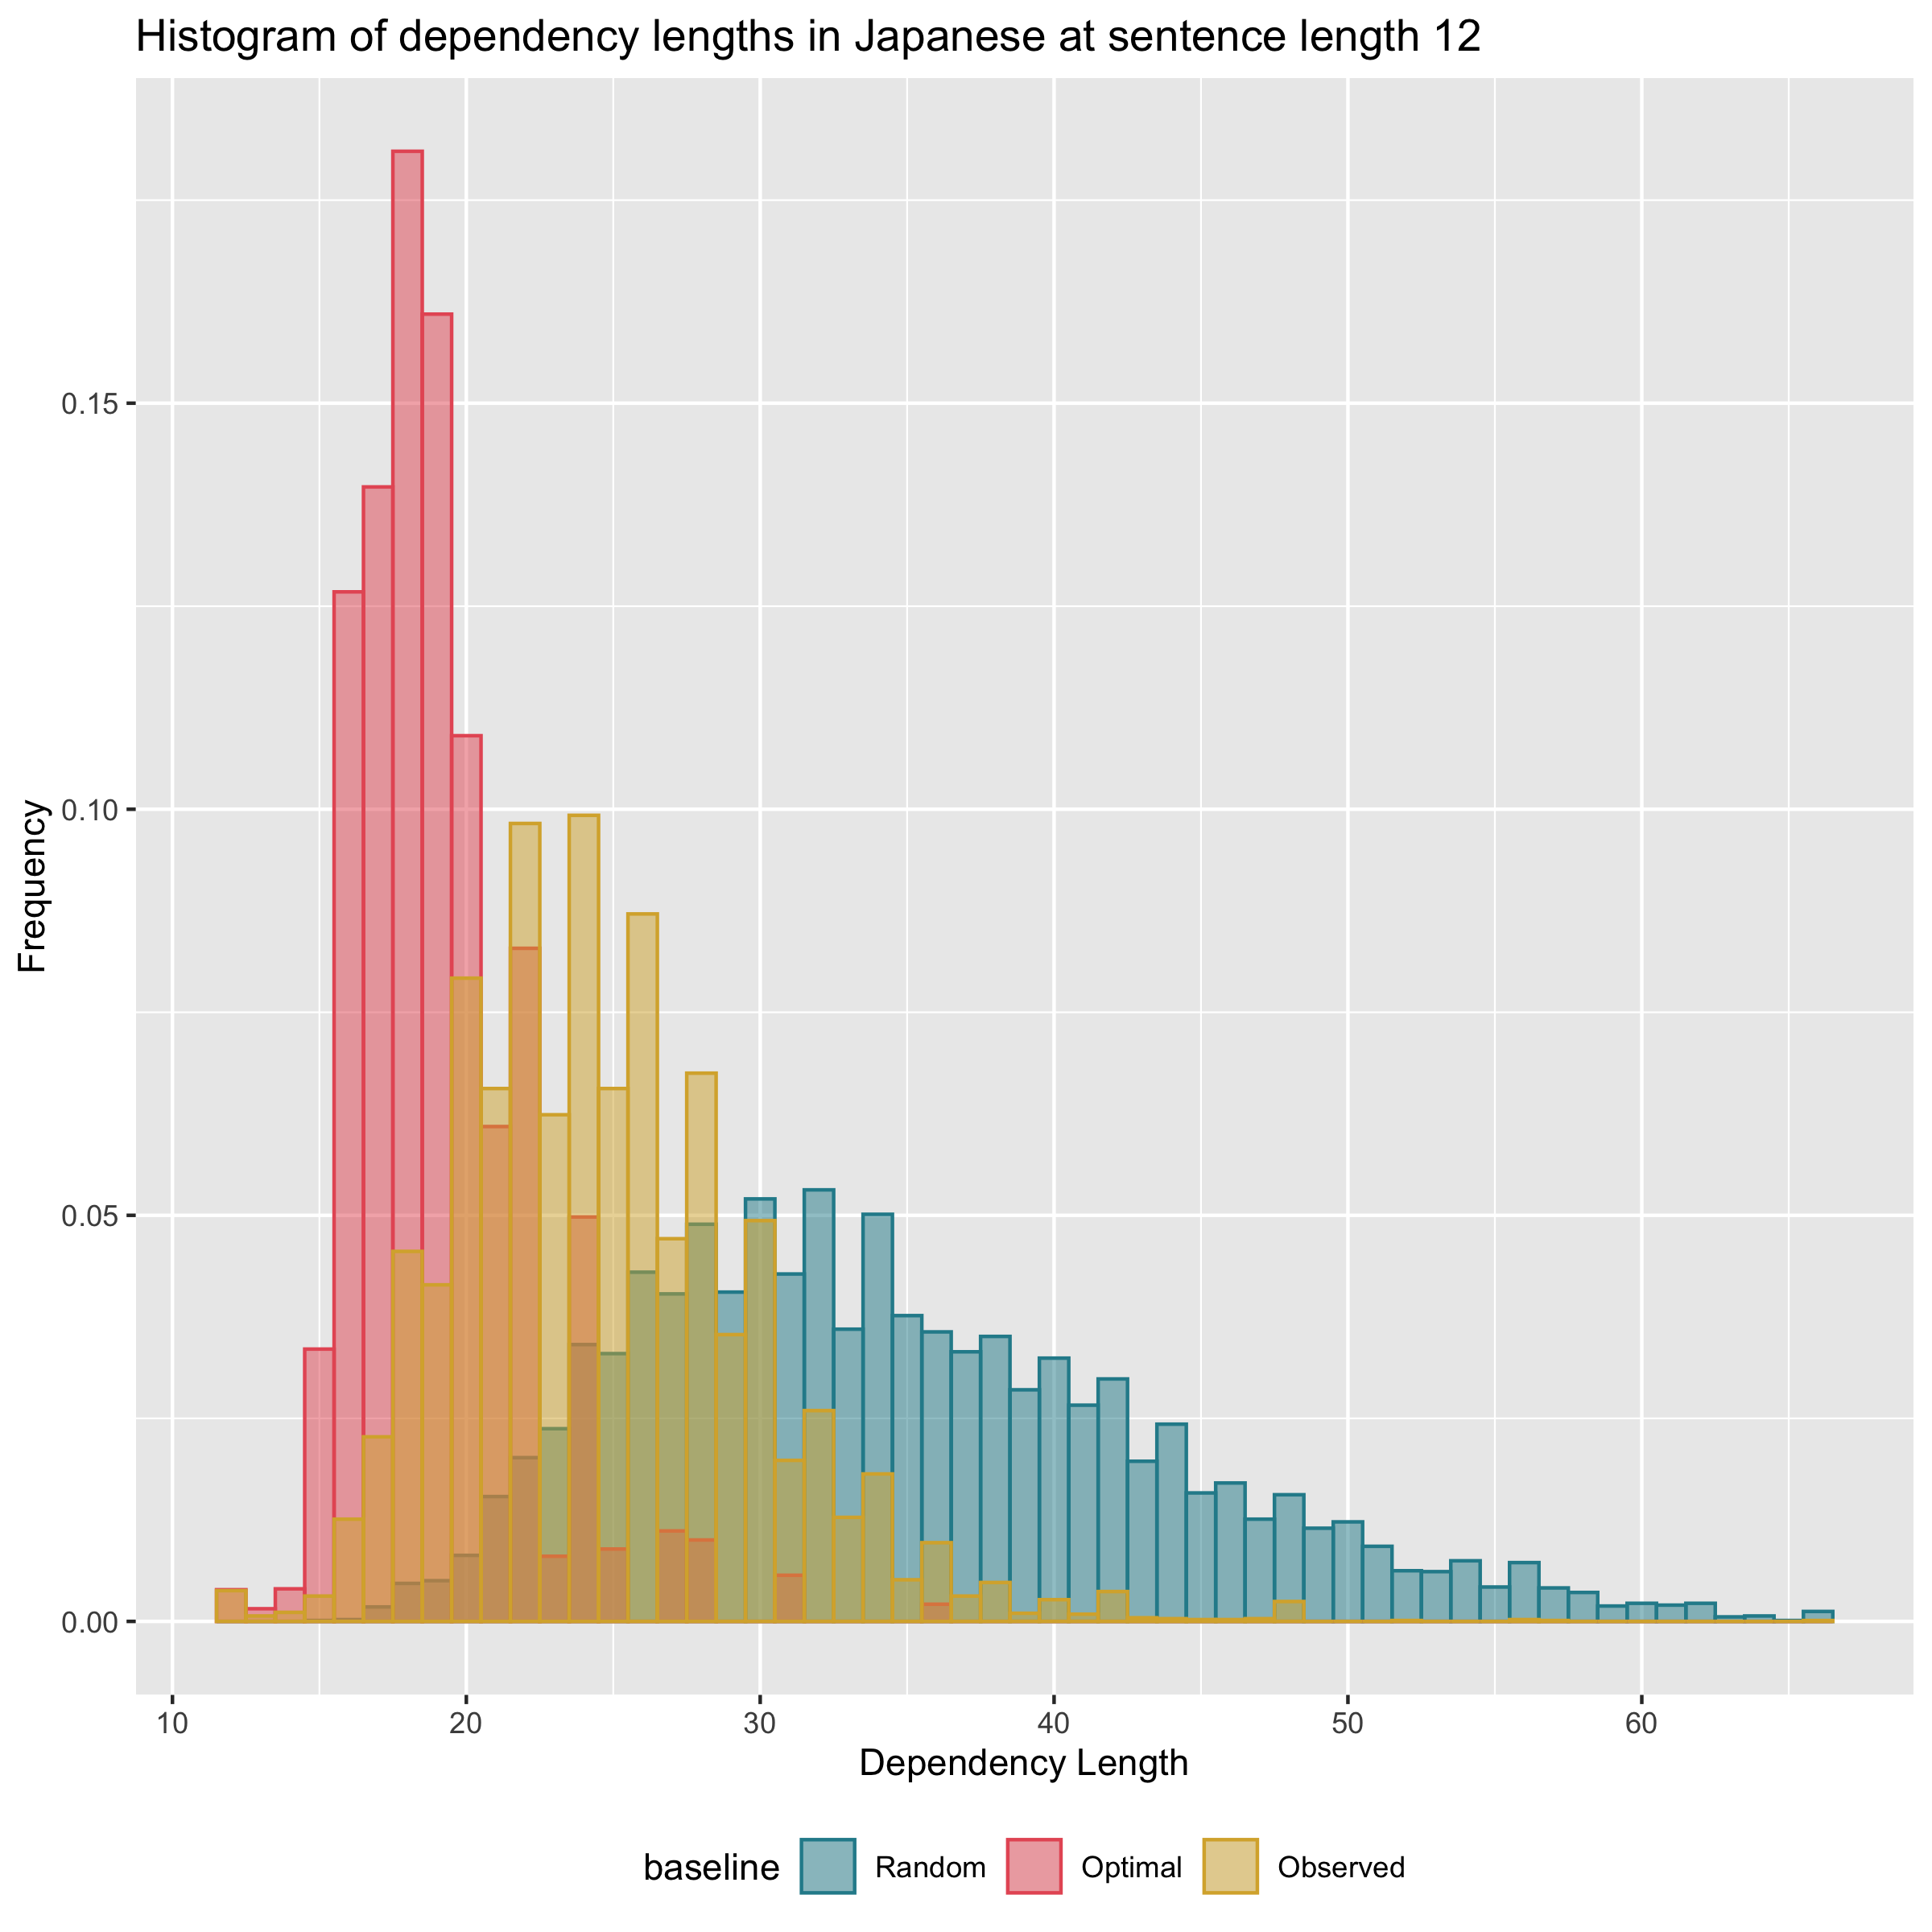 Histogram of dependency lengths in Japanese at sentence length 12
Frequency
0.15
0.10
0.05
0.00
10 20 30 40 50 60
Dependency Length
baseline Random Optimal Observed